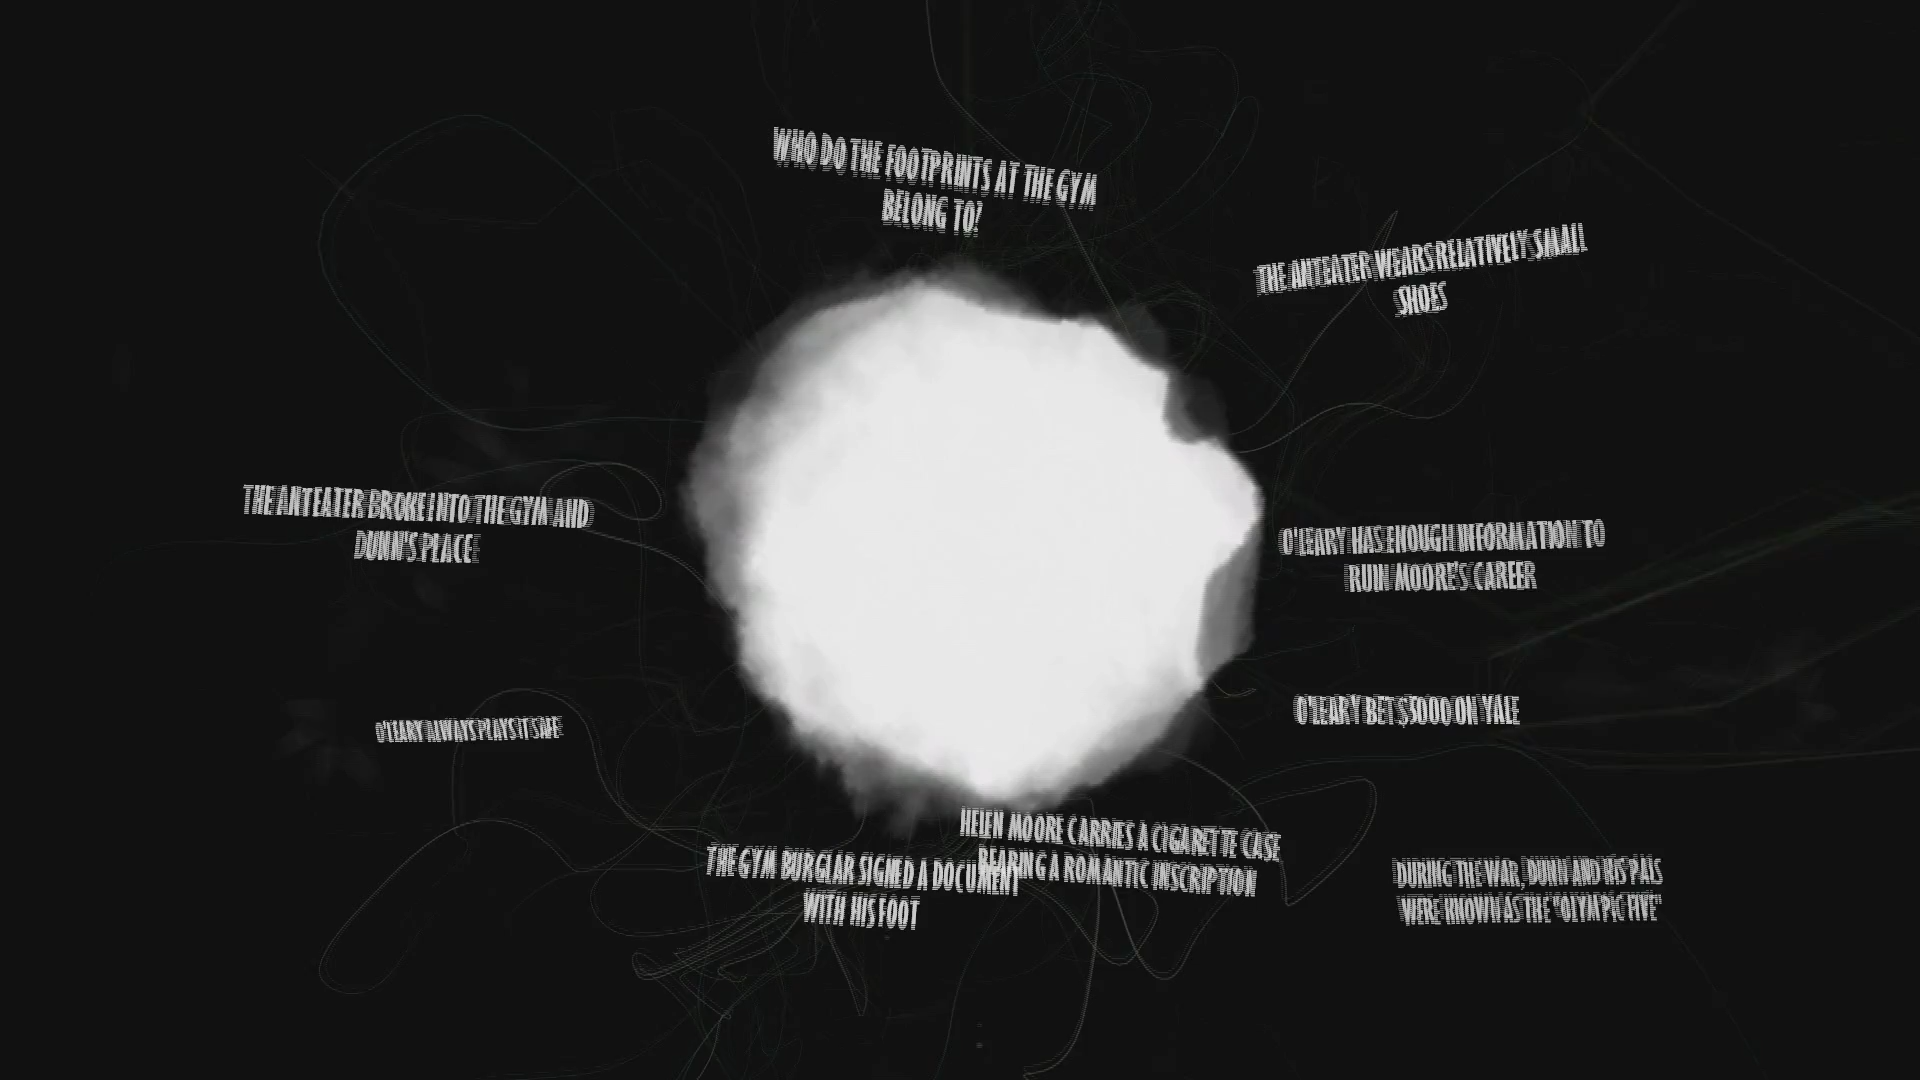 WHO DO THE FOOTPRINTS AT THE GYM
BELONG TO?
THE ANTEATER WEARS RELATIVELY SMALL
SHOES
THE ANTEATER BROKE INTO THE GYM AND
DUNN'S PLACE
O'LEARY HAS ENOUGH INFORMATION TO
RUIN MOORE'S CAREER
O'LEARY ALWAYS PLAYS IT SAFE
O'LEARY BET $5000 ON YALE
HELEN MOORE CARRIES A CIGARETTE CASE
BEARING A ROMANTIC INSCRIPTION
THE GYM BURGLAR SIGNED A DOCUMENT
WITH HIS FOOT
DURING THE WAR, DUNN AND HIS PALS
WERE KNOWN AS THE "OLYMPIC FIVE"